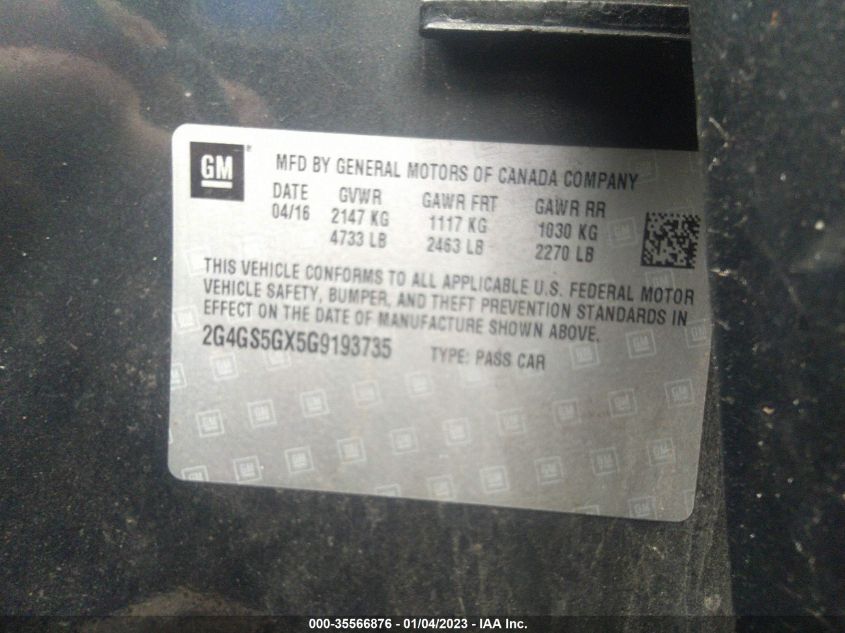 GM
MFD BY GENERAL MOTORS OF CANADA COMPANY
DATE GVWR GAWR FRT GAWR RR
04/16 2147 KG 1117 KG 1030 KG
4733 LB 2463 LB 2270 LB
THIS VEHICLE CONFORMS TO ALL APPLICABLE U.S. FEDERAL MOTOR
VEHICLE SAFETY, BUMPER, AND THEFT PREVENTION STANDARDS IN
EFFECT ON THE DATE OF MANUFACTURE SHOWN ABOVE.
2G4GS5GX5G9193735 TYPE: PASS CAR
000-35566876 - 01/04/2023 - IAA Inc.